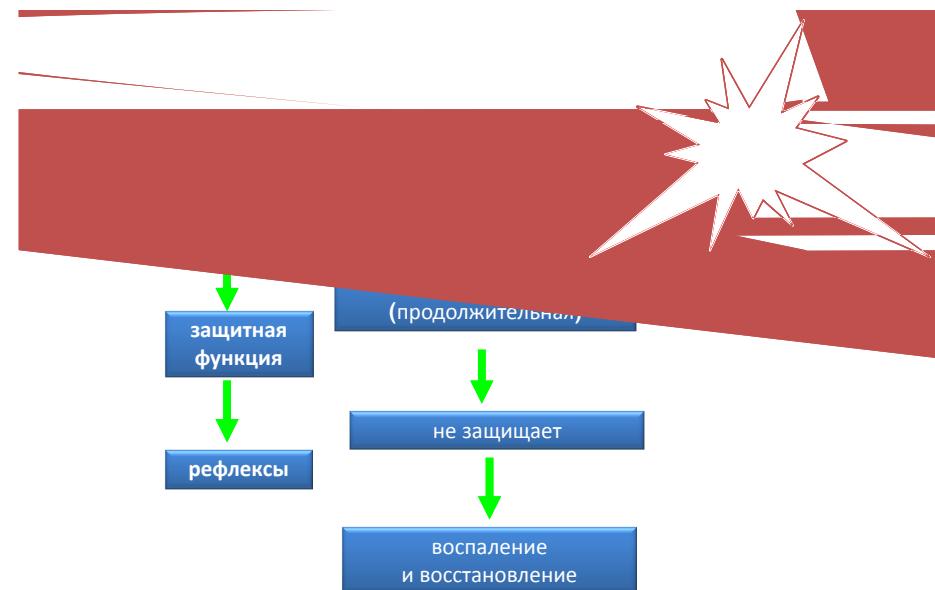 (продолжительная)
защитная
функция
не защищает
рефлексы
воспаление
и восстановление